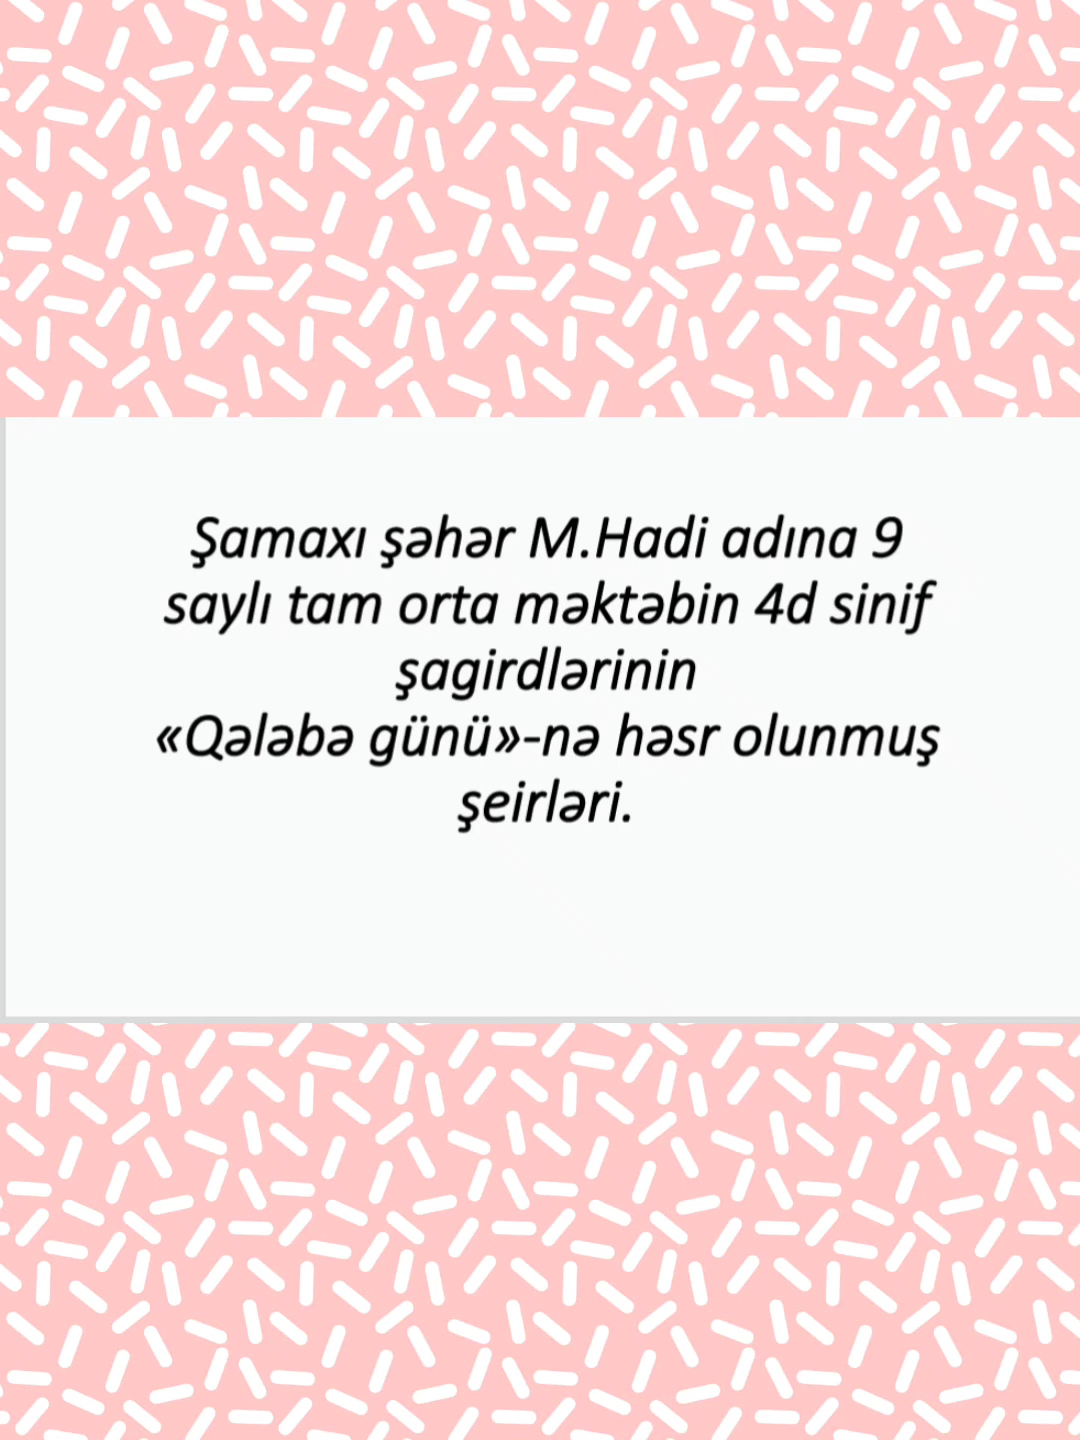 Şamaxı şəhər M.Hadi adına 9
saylı tam orta məktəbin 4d sinif
şagirdlərinin
«Qələbə günü»-nə həsr olunmuş
şeirləri.